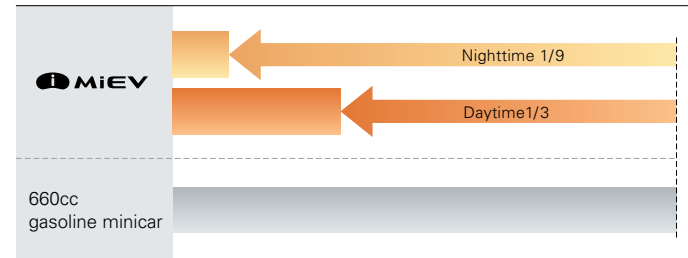 Nighttime 1/9
i MiEV
Daytime1/3
660cc
gasoline minicar